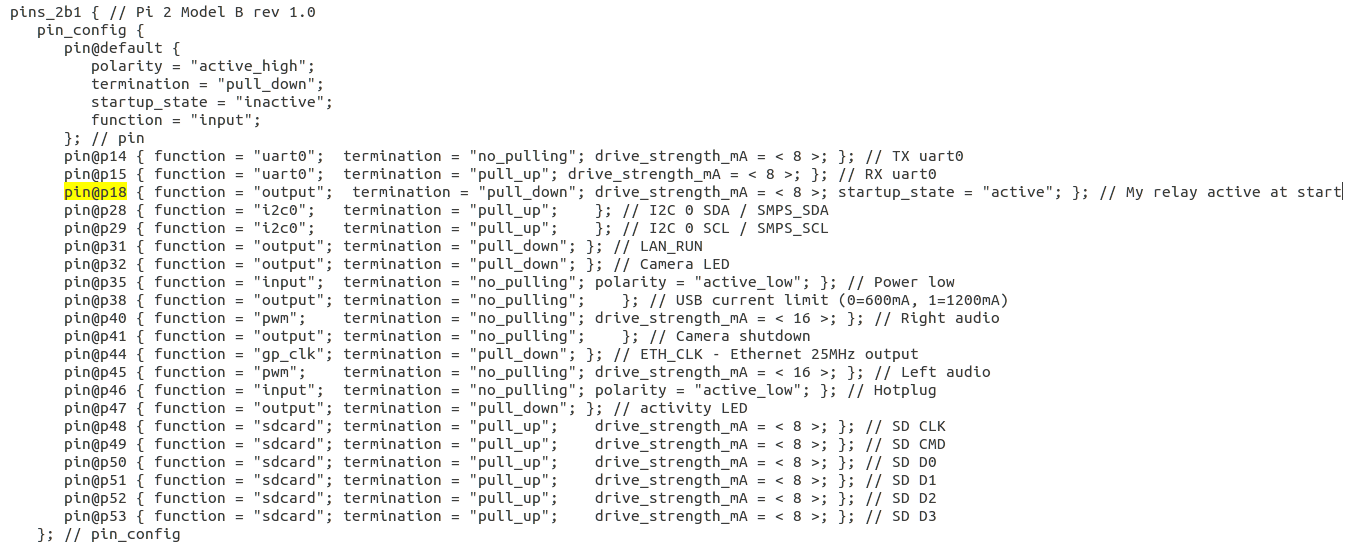 pins_2b1 { // Pi 2 Model B rev 1.0
   pin_config {
      pin@default {
         polarity = "active_high";
         termination = "pull_down";
         startup_state = "inactive";
         function = "input";
      }; // pin
      pin@p14 { function = "uart0";  termination = "no_pulling"; drive_strength_mA = < 8 >; }; // TX uart0
      pin@p15 { function = "uart0";  termination = "pull_up"; drive_strength_mA = < 8 >; }; // RX uart0
      pin@p18 { function = "output";  termination = "pull_down"; drive_strength_mA = < 8 >; startup_state = "active"; }; // My relay active at start
      pin@p28 { function = "i2c0";   termination = "pull_up";    }; // I2C 0 SDA / SMPS_SDA
      pin@p29 { function = "i2c0";   termination = "pull_up";    }; // I2C 0 SCL / SMPS_SCL
      pin@p31 { function = "output"; termination = "pull_down"; }; // LAN_RUN
      pin@p32 { function = "output"; termination = "pull_down"; }; // Camera LED
      pin@p35 { function = "input";  termination = "no_pulling"; polarity = "active_low"; }; // Power low
      pin@p38 { function = "output"; termination = "no_pulling";    }; // USB current limit (0=600mA, 1=1200mA)
      pin@p40 { function = "pwm";    termination = "no_pulling"; drive_strength_mA = < 16 >; }; // Right audio
      pin@p41 { function = "output"; termination = "no_pulling";    }; // Camera shutdown
      pin@p44 { function = "gp_clk"; termination = "pull_down"; }; // ETH_CLK - Ethernet 25MHz output
      pin@p45 { function = "pwm";    termination = "no_pulling"; drive_strength_mA = < 16 >; }; // Left audio
      pin@p46 { function = "input";  termination = "no_pulling"; polarity = "active_low"; }; // Hotplug
      pin@p47 { function = "output"; termination = "pull_down"; }; // activity LED
      pin@p48 { function = "sdcard"; termination = "pull_up";    drive_strength_mA = < 8 >; }; // SD CLK
      pin@p49 { function = "sdcard"; termination = "pull_up";    drive_strength_mA = < 8 >; }; // SD CMD
      pin@p50 { function = "sdcard"; termination = "pull_up";    drive_strength_mA = < 8 >; }; // SD D0
      pin@p51 { function = "sdcard"; termination = "pull_up";    drive_strength_mA = < 8 >; }; // SD D1
      pin@p52 { function = "sdcard"; termination = "pull_up";    drive_strength_mA = < 8 >; }; // SD D2
      pin@p53 { function = "sdcard"; termination = "pull_up";    drive_strength_mA = < 8 >; }; // SD D3
   }; // pin_config